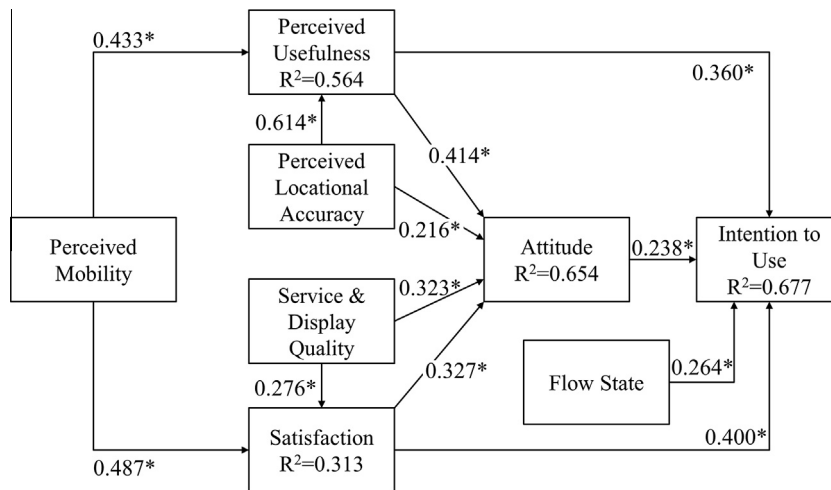 0.433*
Perceived
Usefulness
R²=0.564
0.360*
0.614*
0.414*
Perceived
Locational
Accuracy
0.216*
Perceived
Mobility
Attitude
R²=0.654
0.238*
Intention to
Use
R²=0.677
Service &
Display
Quality
0.323*
0.276*
0.327*
Flow State
0.264*
Satisfaction
R²=0.313
0.487*
0.400*